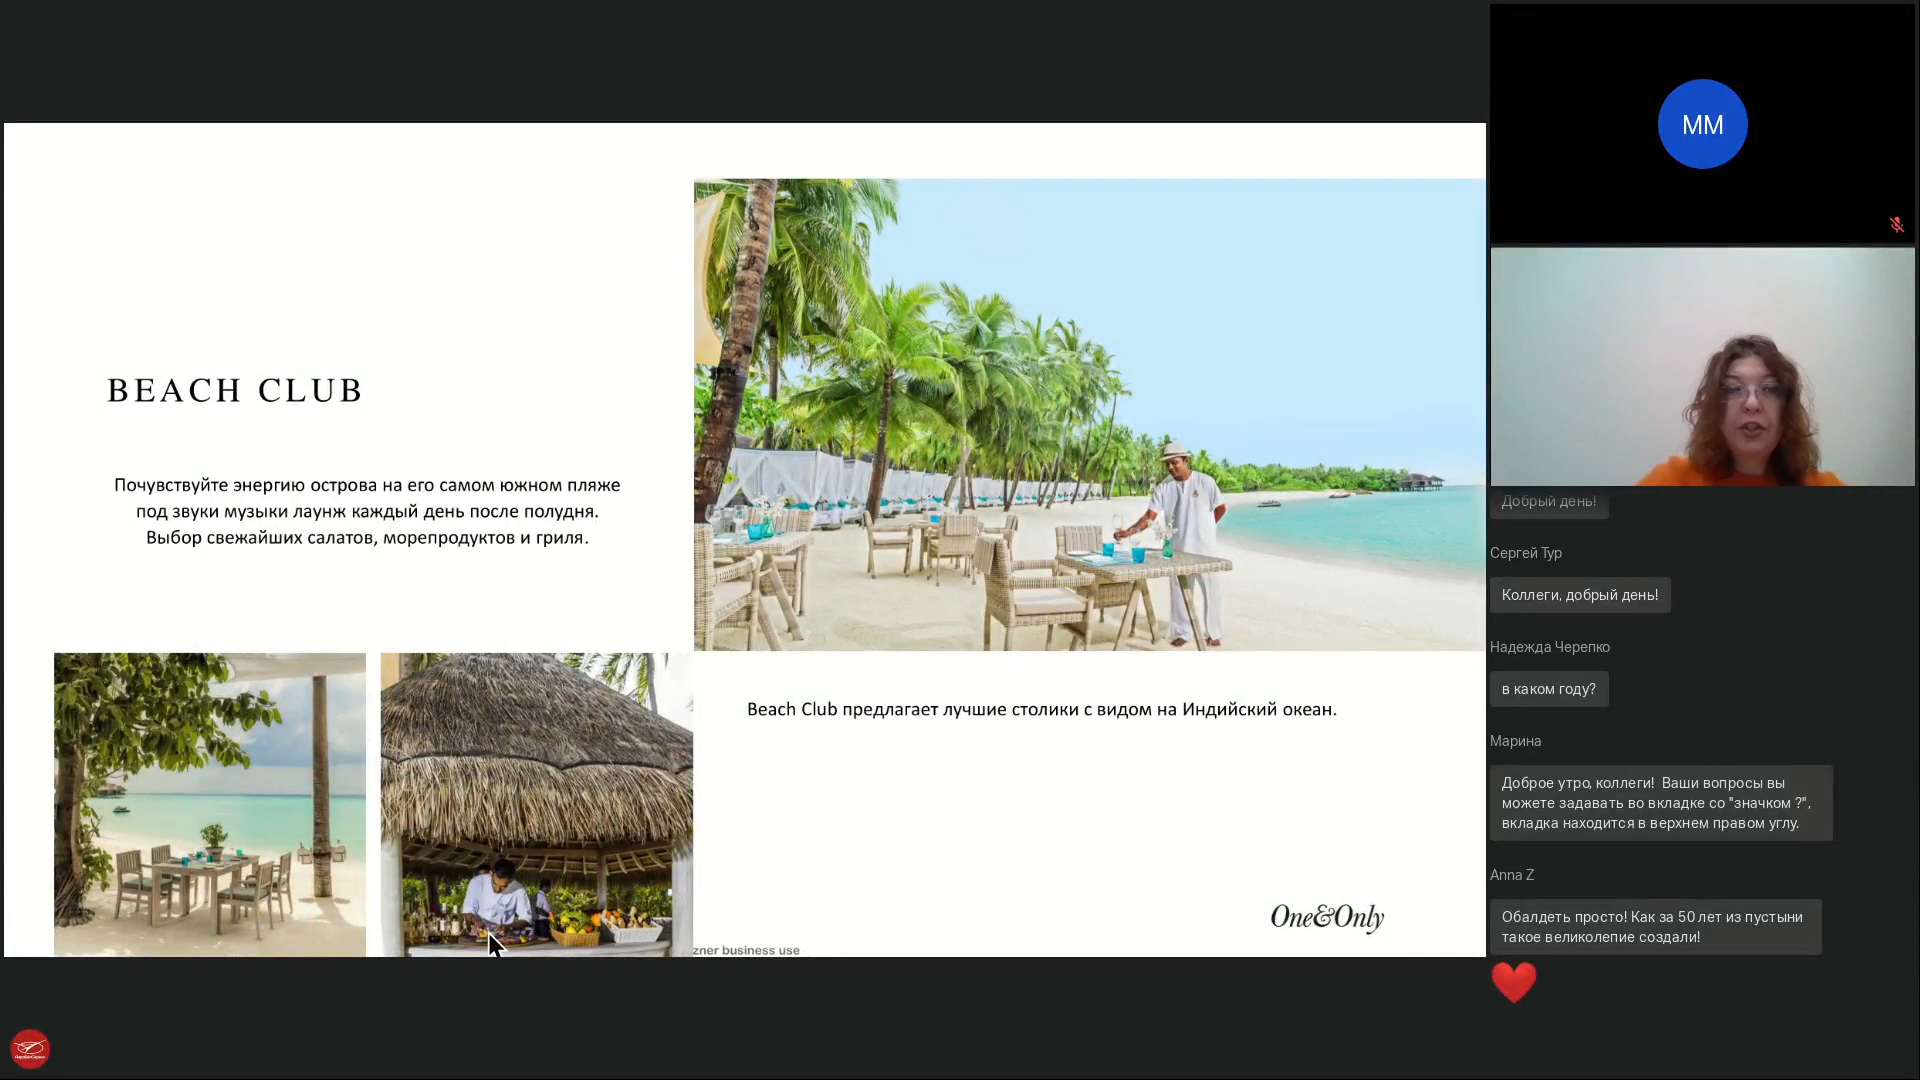 BEACH CLUB
Почувствуйте энергию острова на его самом южном пляже
под звуки музыки лаунж каждый день после полудня.
Выбор свежайших салатов, морепродуктов и гриля.
Beach Club предлагает лучшие столики с видом на Индийский океан.
One&Only
zner business use
MM
Добрый день!
Сергей Тур
Коллеги, добрый день!
Надежда Черепко
в каком году?
Марина
Доброе утро, коллеги! Ваши вопросы вы
можете задавать во вкладке со "значком ?",
вкладка находится в верхнем правом углу.
Anna Z
Обалдеть просто! Как за 50 лет из пустыни
такое великолепие создали!